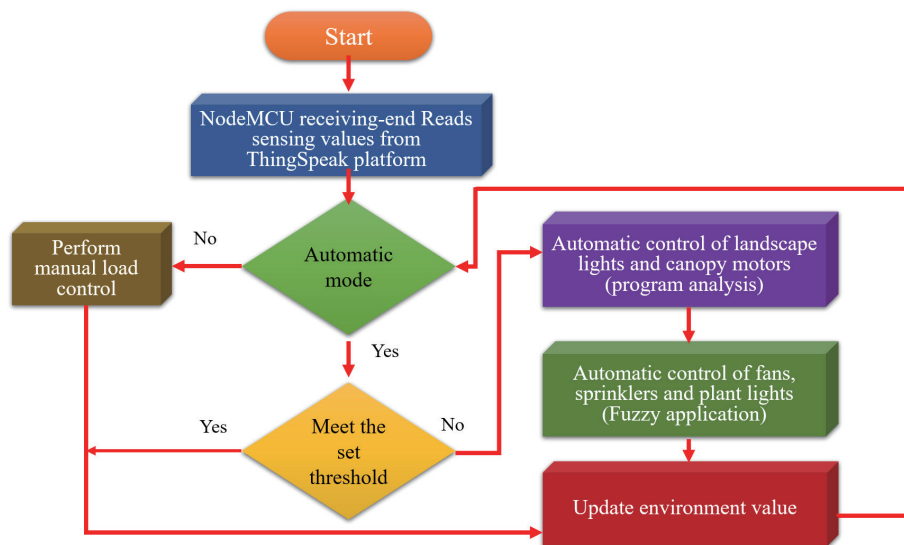 Start
NodeMCU receiving-end Reads
sensing values from
ThingSpeak platform
Automatic
mode
No
Perform
manual load
control
Yes
Meet the
set
threshold
Yes
No
Automatic control of landscape
lights and canopy motors
(program analysis)
Automatic control of fans,
sprinklers and plant lights
(Fuzzy application)
Update environment value